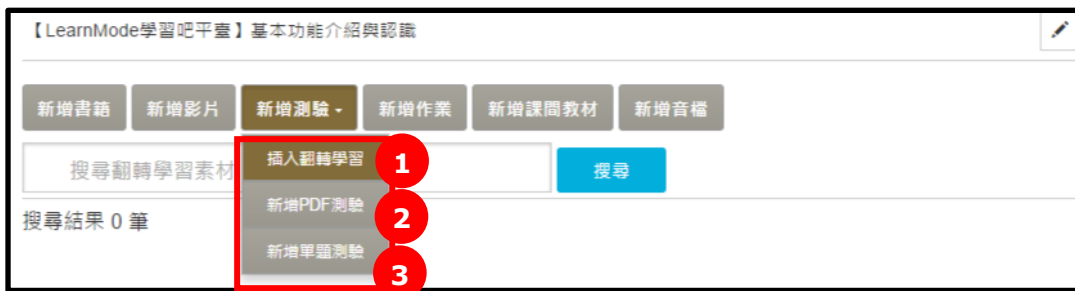 【LearnMode學習吧平臺】基本功能介紹與認識
新增書籍 新增影片 新增測驗 新增作業 新增課間教材 新增音檔
搜尋翻轉學習素材 插入翻轉學習 1 搜尋
新增PDF測驗 2
搜尋結果 0 筆
新增單題測驗 3